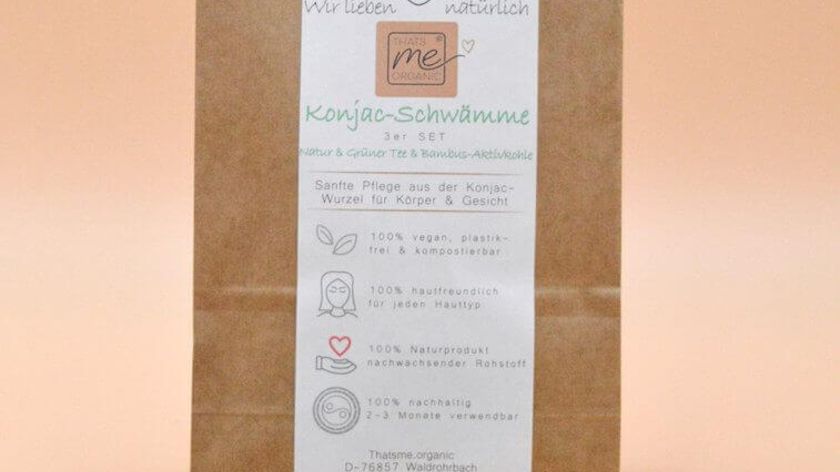 Wir lieben natürlich
THATS
me®
ORGANIC
Konjac-Schwämme
3er SET
Natur & Grüner Tee & Bambus-Aktivkohle
Sanfte Pflege aus der Konjac-
Wurzel für Körper & Gesicht
100% vegan, plastik-
frei & kompostierbar
100% hautfreundlich
für jeden Hauttyp
100% Naturprodukt
nachwachsender Rohstoff
100% nachhaltig
2-3 Monate verwendbar
Thatsme.organic
D-76857 Waldrohrbach